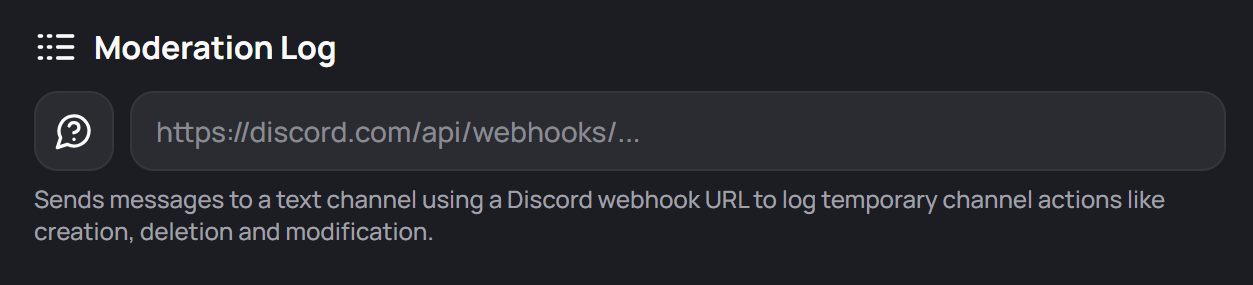 Moderation Log
https://discord.com/api/webhooks/...
Sends messages to a text channel using a Discord webhook URL to log temporary channel actions like
creation, deletion and modification.